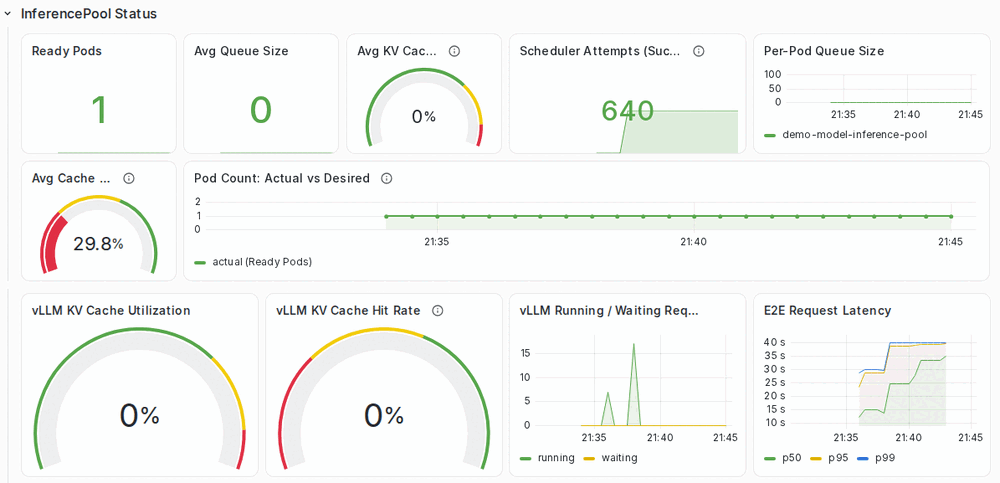 InferencePool Status
Ready Pods
1
Avg Queue Size
0
Avg KV Cac...
0%
Scheduler Attempts (Suc...
640
Per-Pod Queue Size
100
50
0
21:35 21:40 21:45
demo-model-inference-pool
Avg Cache ...
29.8%
Pod Count: Actual vs Desired
2
1
0
21:35 21:40 21:45
actual (Ready Pods)
vLLM KV Cache Utilization
0%
vLLM KV Cache Hit Rate
0%
vLLM Running / Waiting Req...
15
10
5
0
21:35 21:40 21:45
running waiting
E2E Request Latency
40 s
35 s
30 s
25 s
20 s
15 s
10 s
21:35 21:40 21:45
p50 p95 p99